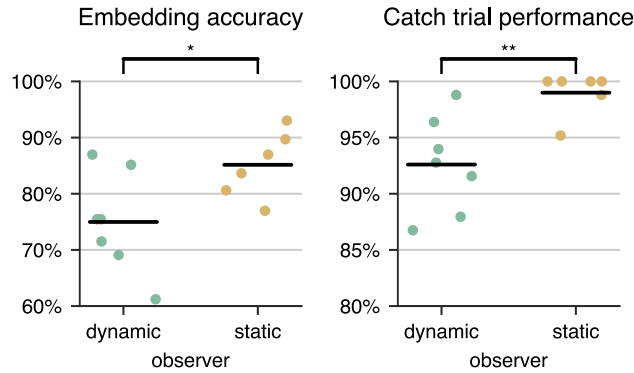 Embedding accuracy
*
100%
90%
80%
70%
60%
dynamic static
observer
Catch trial performance
**
100%
95%
90%
85%
80%
dynamic static
observer